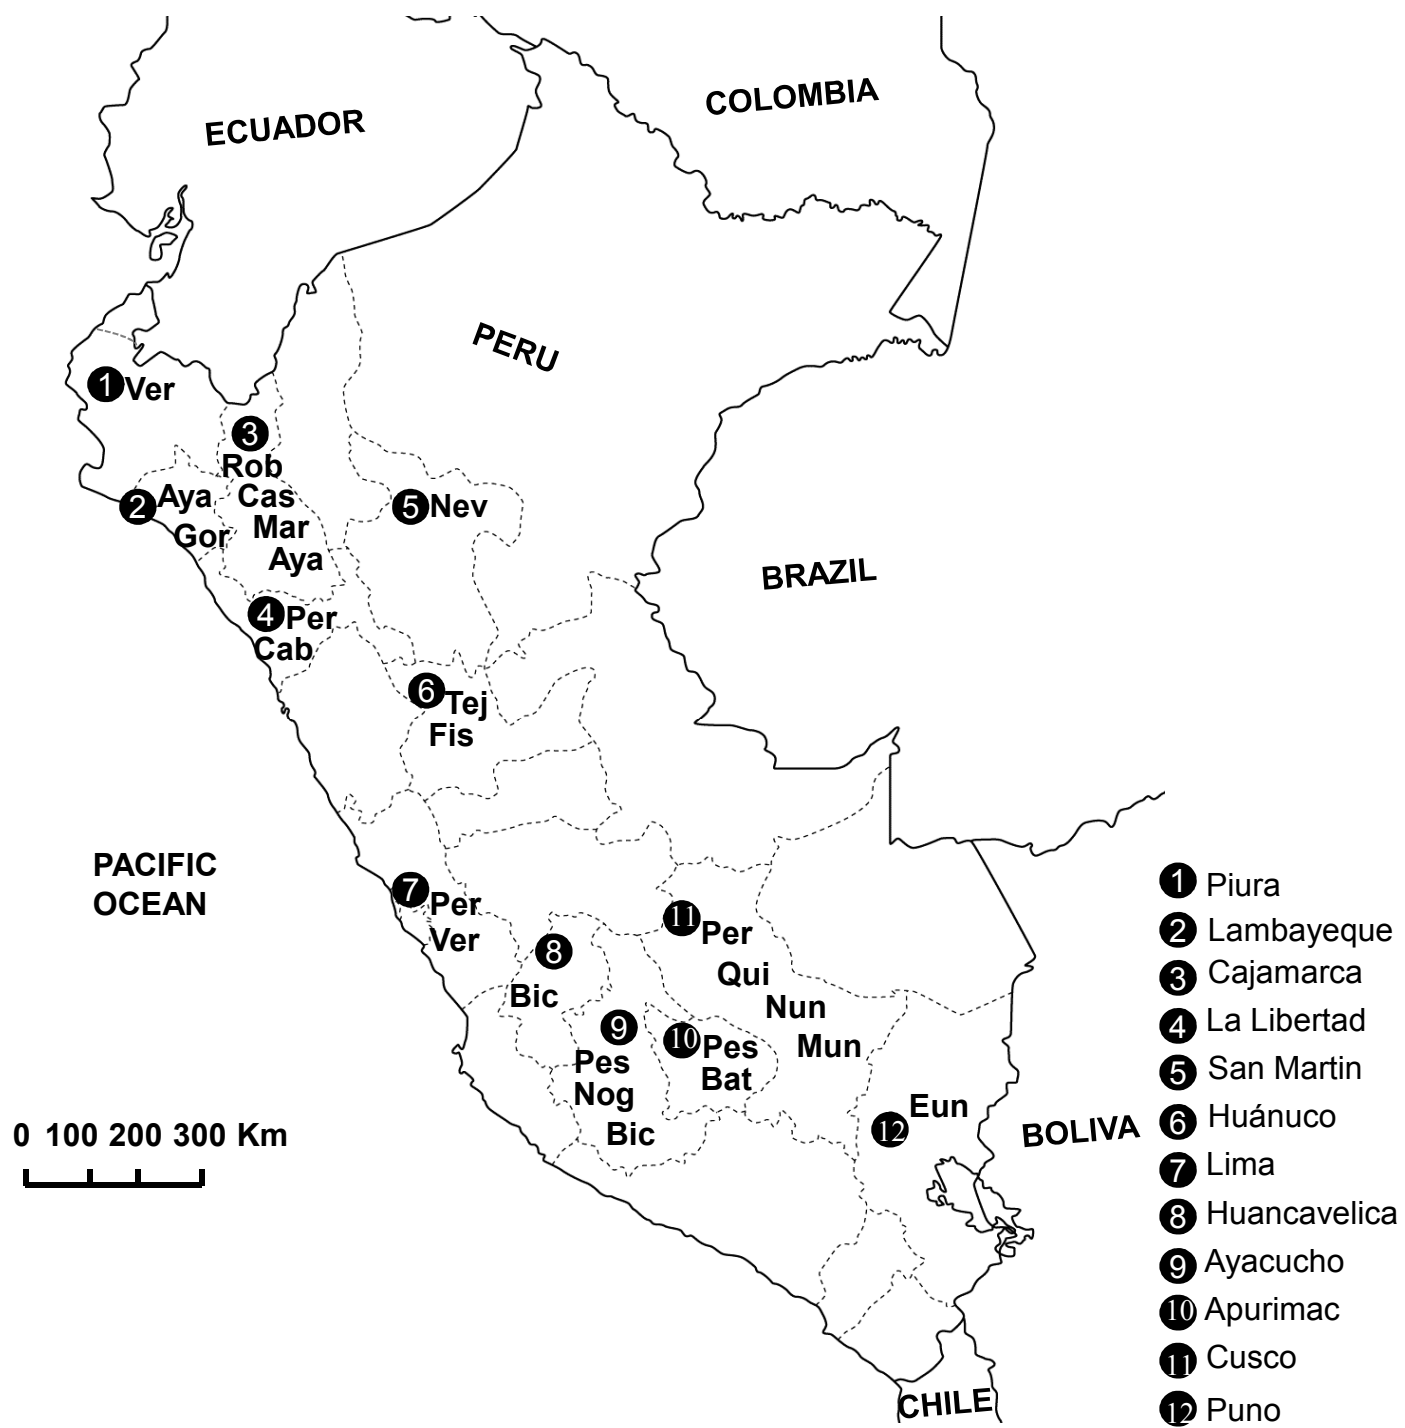 COLOMBIA
ECUADOR
PERU
1 Ver
3
Rob
Cas
Mar
Aya
2 Aya
Gor
5 Nev
BRAZIL
4 Per
Cab
6 Tej
Fis
PACIFIC
OCEAN
7 Per
Ver
8
Bic
11 Per
Qui
Nun
Mun
9
Pes
Nog
Bic
10 Pes
Bat
Eun
12
BOLIVA
CHILE
0 100 200 300 Km
1 Piura
2 Lambayeque
3 Cajamarca
4 La Libertad
5 San Martin
6 Huánuco
7 Lima
8 Huancavelica
9 Ayacucho
10 Apurimac
11 Cusco
12 Puno